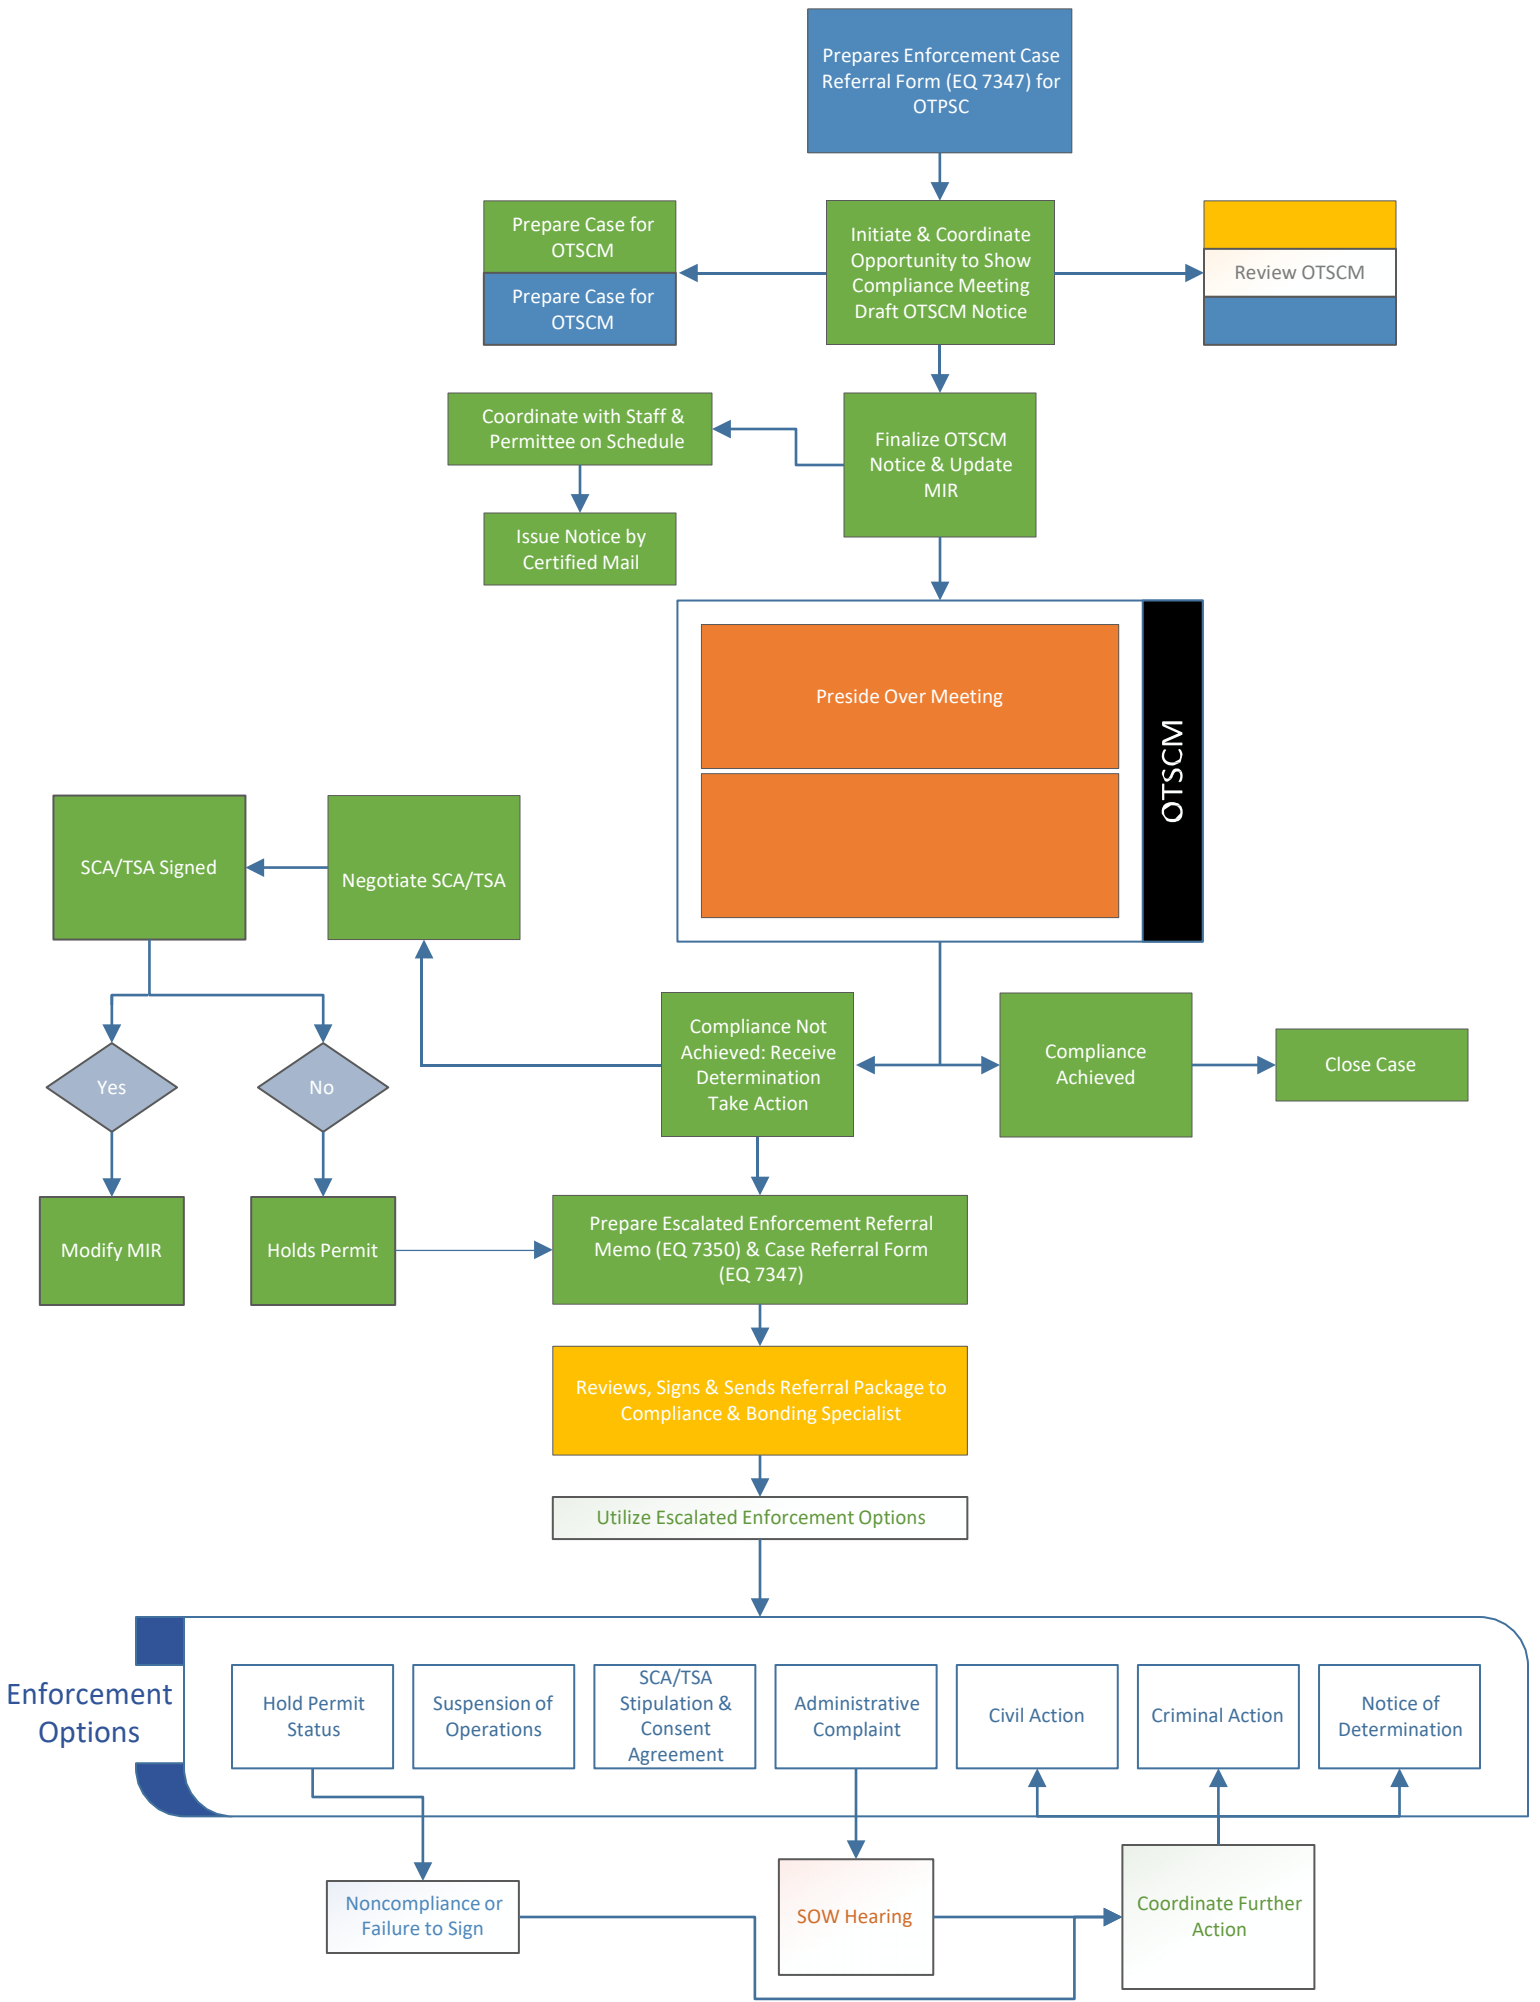 Prepares Enforcement Case
Referral Form (EQ 7347) for
OTPSC
Prepare Case for
OTSCM
Prepare Case for
OTSCM
Initiate & Coordinate
Opportunity to Show
Compliance Meeting
Draft OTSCM Notice
Review OTSCM
Coordinate with Staff &
Permittee on Schedule
Finalize OTSCM
Notice & Update
MIR
Issue Notice by
Certified Mail
Preside Over Meeting
OTSCM
SCA/TSA Signed
Negotiate SCA/TSA
Compliance Not
Achieved: Receive
Determination
Take Action
Compliance
Achieved
Close Case
Yes
No
Modify MIR
Holds Permit
Prepare Escalated Enforcement Referral
Memo (EQ 7350) & Case Referral Form
(EQ 7347)
Reviews, Signs & Sends Referral Package to
Compliance & Bonding Specialist
Utilize Escalated Enforcement Options
Enforcement
Options
Hold Permit
Status
Suspension of
Operations
SCA/TSA
Stipulation &
Consent
Agreement
Administrative
Complaint
Civil Action
Criminal Action
Notice of
Determination
Noncompliance or
Failure to Sign
SOW Hearing
Coordinate Further
Action